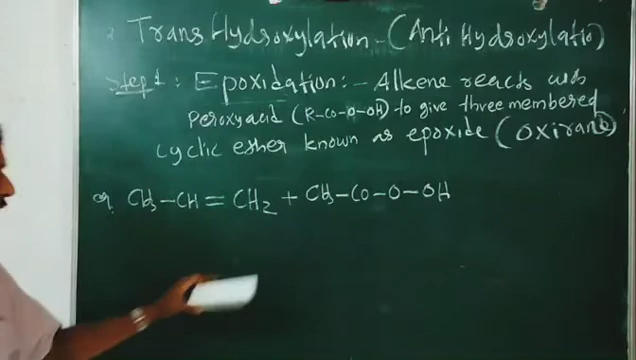 Trans Hydroxylation - (Anti Hydroxylatio)
Step 1 : Epoxidation :- Alkene reacts with
Peroxyacid (R-CO-O-OH) to give three membered
cyclic ether known as epoxide (oxirane)
eg. CH3-CH=CH2 + CH3-CO-O-OH